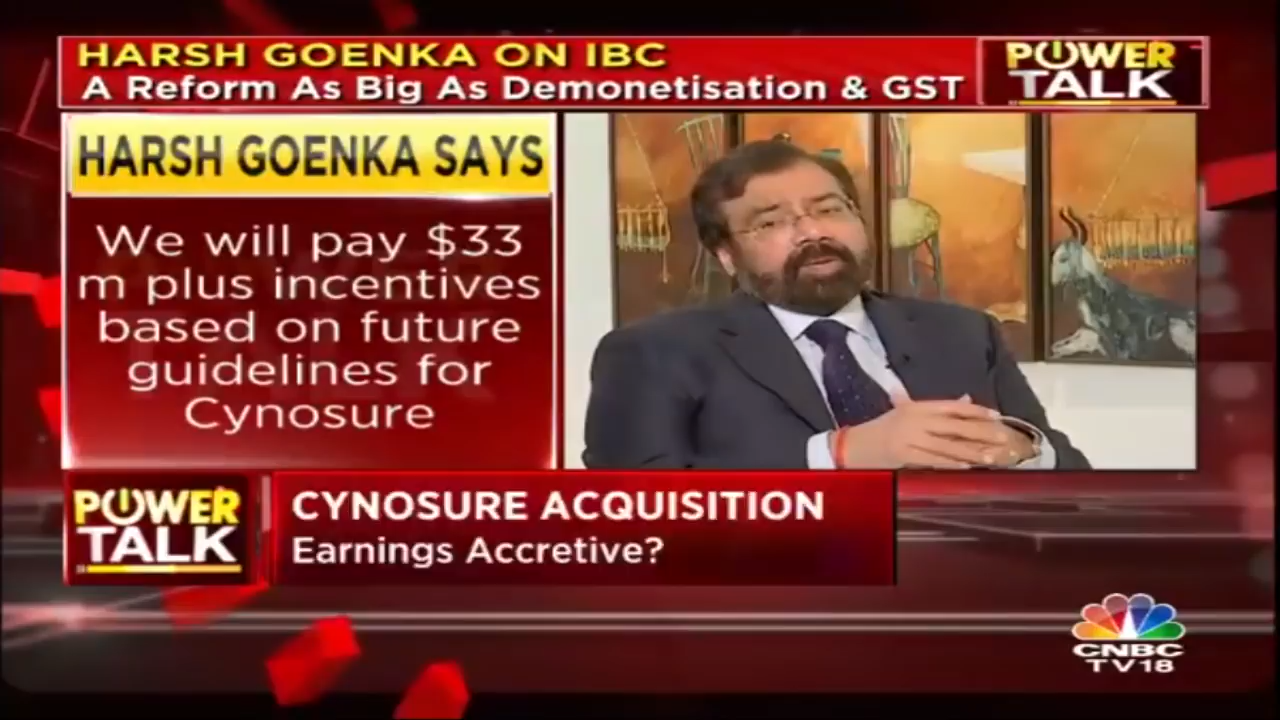 HARSH GOENKA ON IBC
A Reform As Big As Demonetisation & GST
POWER
TALK
HARSH GOENKA SAYS
We will pay $33
m plus incentives
based on future
guidelines for
Cynosure
POWER
TALK
CYNOSURE ACQUISITION
Earnings Accretive?
CNBC
TV18